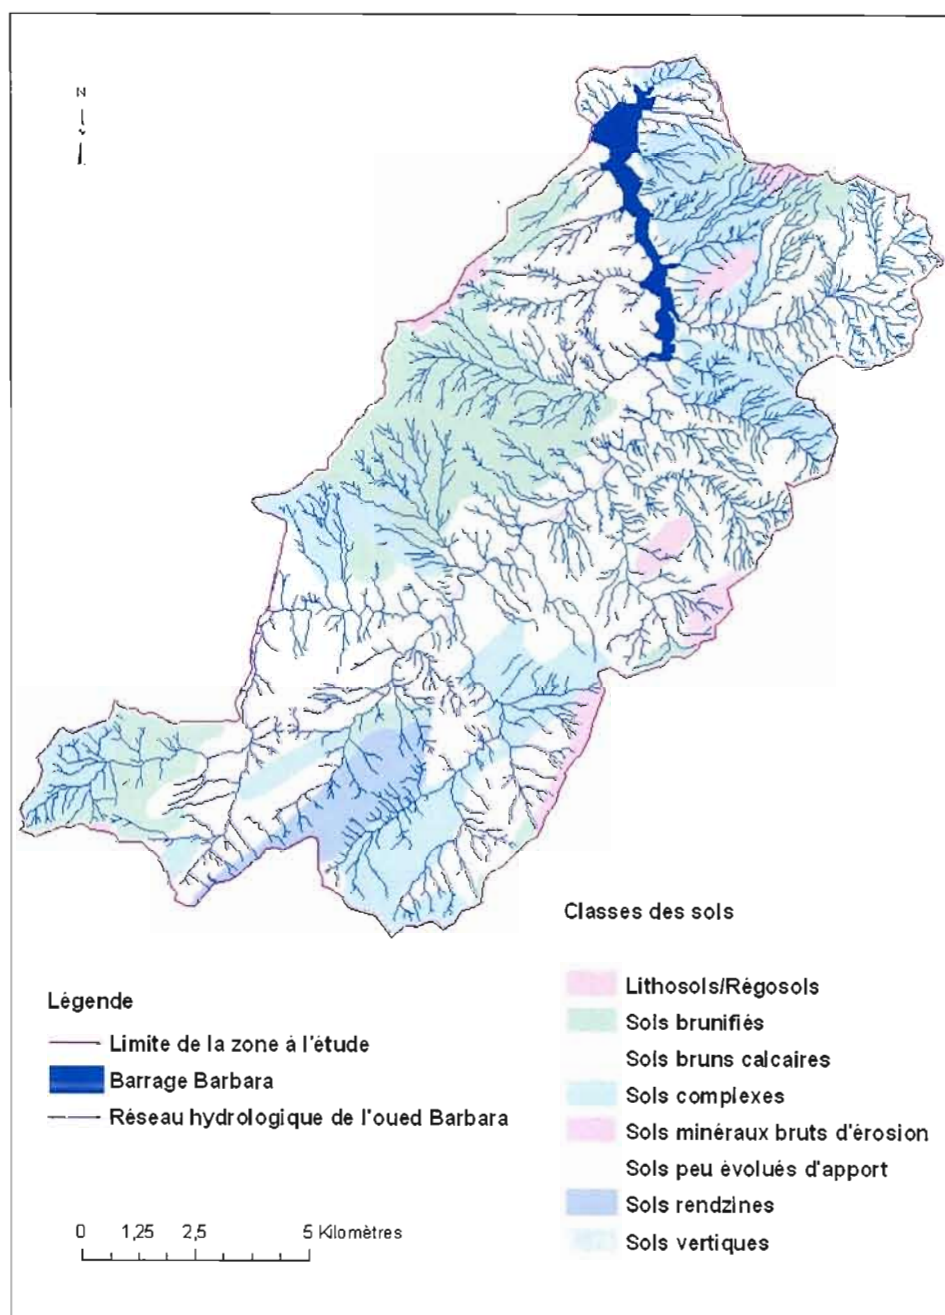 N
Classes des sols
Lithosols/Régosols
Sols brunifiés
Sols bruns calcaires
Sols complexes
Sols minéraux bruts d'érosion
Sols peu évolués d'apport
Sols rendzines
Sols vertiques
Légende
Limite de la zone à l'étude
Barrage Barbara
Réseau hydrologique de l'oued Barbara
0 1,25 2,5 5 Kilomètres